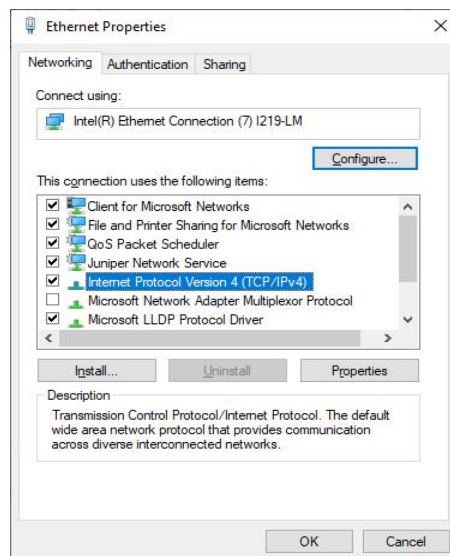 Ethernet Properties
Networking Authentication Sharing
Connect using:
Intel(R) Ethernet Connection (7) I219-LM
Configure...
This connection uses the following items:
Client for Microsoft Networks
File and Printer Sharing for Microsoft Networks
QoS Packet Scheduler
Juniper Network Service
Internet Protocol Version 4 (TCP/IPv4)
Microsoft Network Adapter Multiplexor Protocol
Microsoft LLDP Protocol Driver
Install... Uninstall Properties
Description
Transmission Control Protocol/Internet Protocol. The default
wide area network protocol that provides communication
across diverse interconnected networks.
OK Cancel